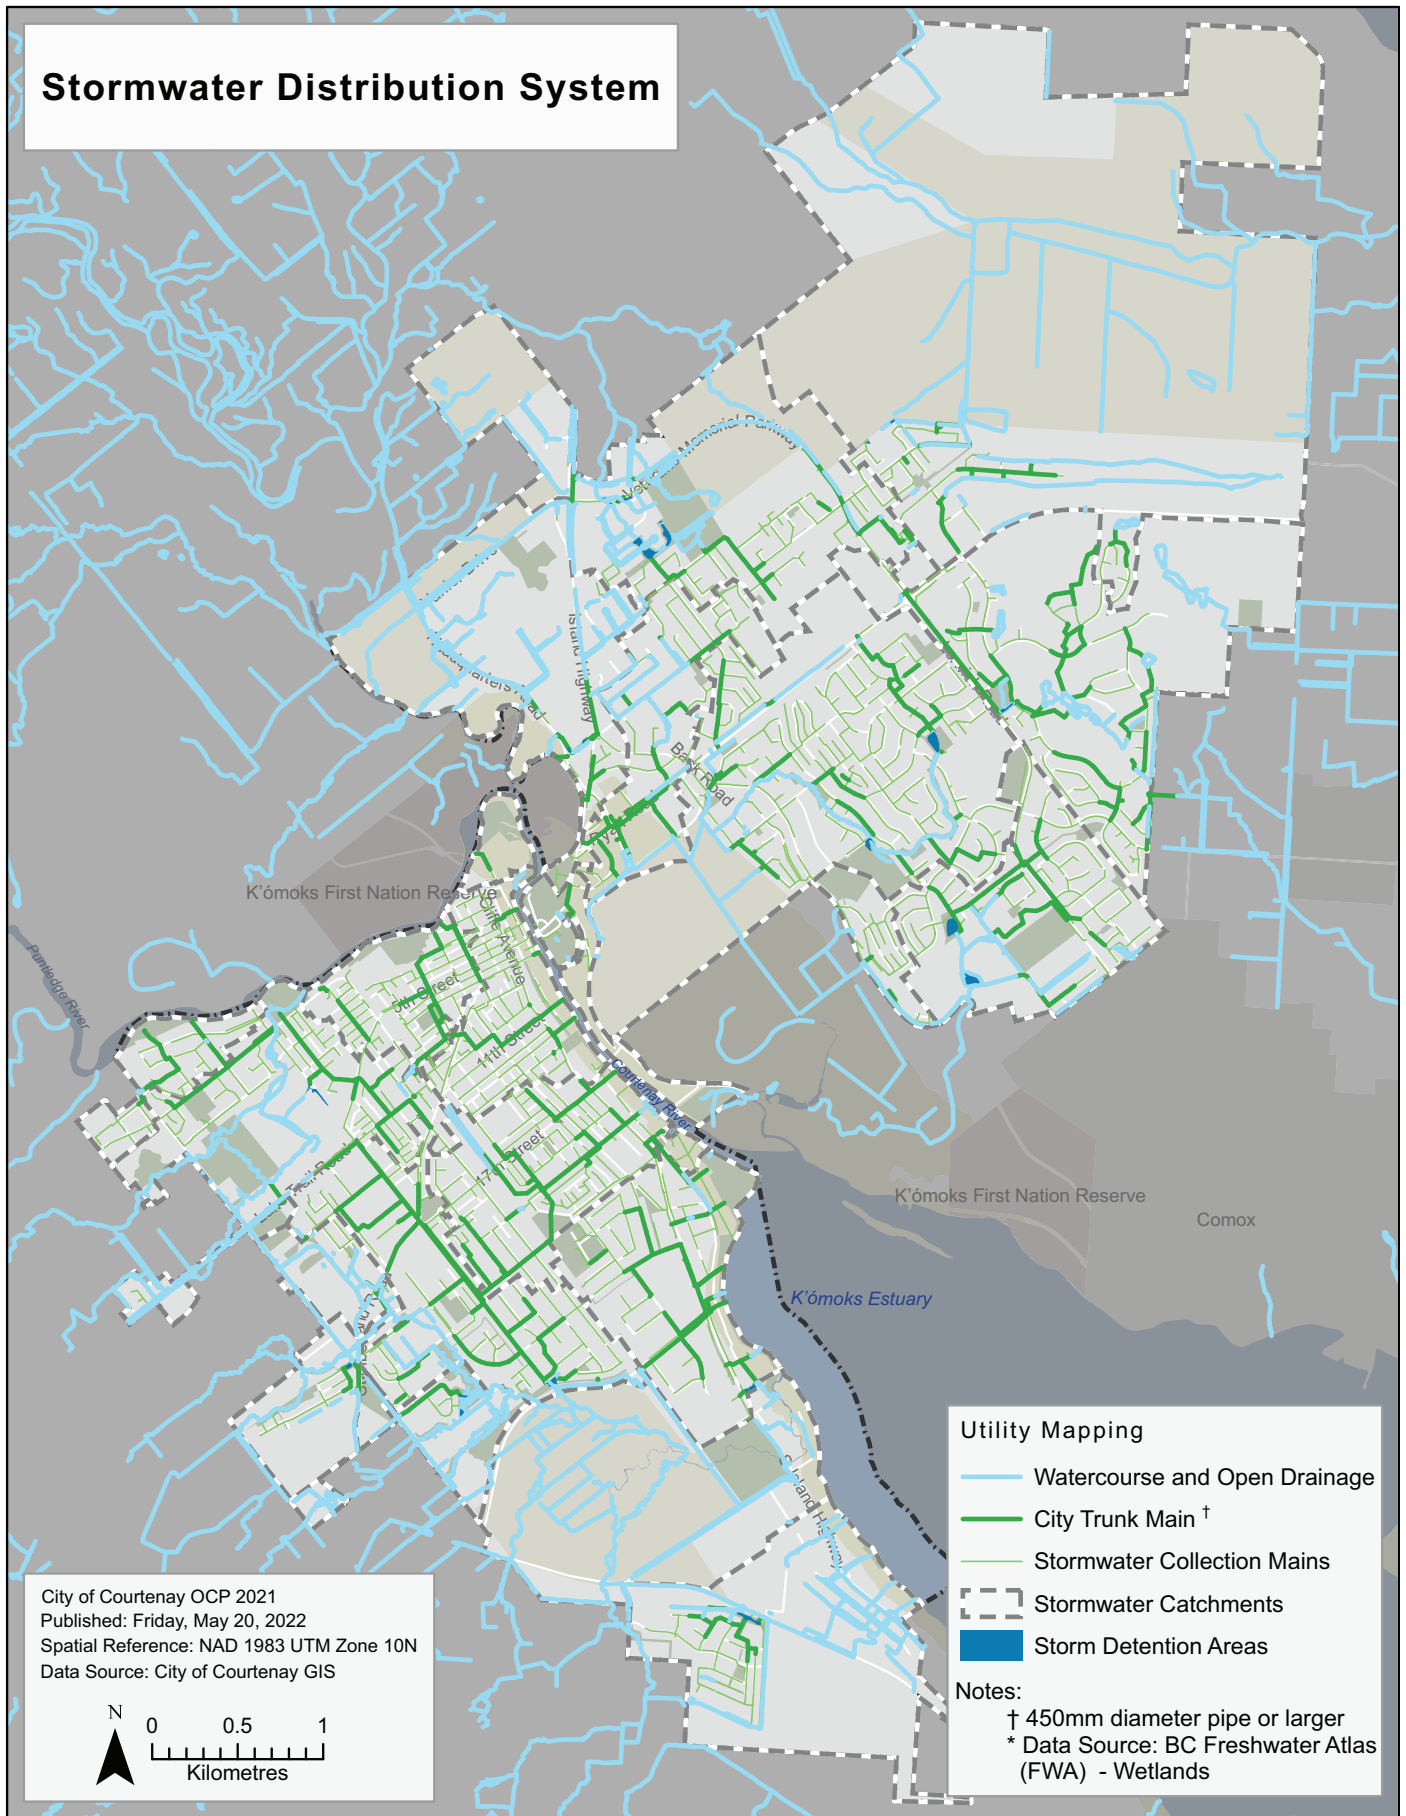 Stormwater Distribution System
Memorial Parkway
Island Highway
Back Road
K'ómoks First Nation Reserve
Cliffe Avenue
Puntledge River
5th Street
11th Street
Courtenay River
17th Street
Road
K'ómoks First Nation Reserve
Comox
K'ómoks Estuary
Highway
Utility Mapping
Watercourse and Open Drainage
City Trunk Main †
Stormwater Collection Mains
Stormwater Catchments
Storm Detention Areas
Notes:
† 450mm diameter pipe or larger
* Data Source: BC Freshwater Atlas
(FWA) - Wetlands
City of Courtenay OCP 2021
Published: Friday, May 20, 2022
Spatial Reference: NAD 1983 UTM Zone 10N
Data Source: City of Courtenay GIS
N
0 0.5 1
Kilometres